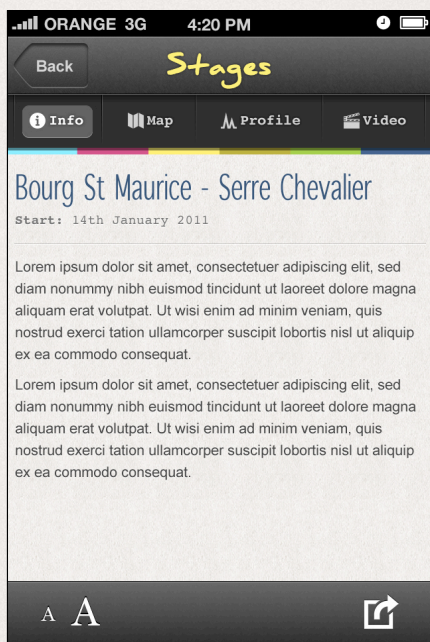 ORANGE 3G 4:20 PM
Back
Stages
Info Map Profile Video
Bourg St Maurice - Serre Chevalier
Start: 14th January 2011
Lorem ipsum dolor sit amet, consectetuer adipiscing elit, sed
diam nonummy nibh euismod tincidunt ut laoreet dolore magna
aliquam erat volutpat. Ut wisi enim ad minim veniam, quis
nostrud exerci tation ullamcorper suscipit lobortis nisl ut aliquip
ex ea commodo consequat.
Lorem ipsum dolor sit amet, consectetuer adipiscing elit, sed
diam nonummy nibh euismod tincidunt ut laoreet dolore magna
aliquam erat volutpat. Ut wisi enim ad minim veniam, quis
nostrud exerci tation ullamcorper suscipit lobortis nisl ut aliquip
ex ea commodo consequat.
A A